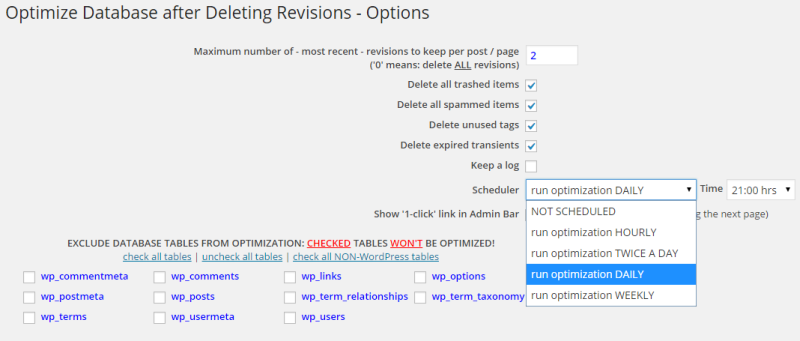 Optimize Database after Deleting Revisions - Options
Maximum number of - most recent - revisions to keep per post / page
('0' means: delete ALL revisions)
2
Delete all trashed items
Delete all spammed items
Delete unused tags
Delete expired transients
Keep a log
Scheduler run optimization DAILY Time 21:00 hrs
NOT SCHEDULED
Show '1-click' link in Admin Bar g the next page)
run optimization HOURLY
run optimization TWICE A DAY
run optimization DAILY
run optimization WEEKLY
EXCLUDE DATABASE TABLES FROM OPTIMIZATION: CHECKED TABLES WON'T BE OPTIMIZED!
check all tables | uncheck all tables | check all NON-WordPress tables
wp_commentmeta wp_comments wp_links wp_options
wp_postmeta wp_posts wp_term_relationships wp_term_taxonomy
wp_terms wp_usermeta wp_users